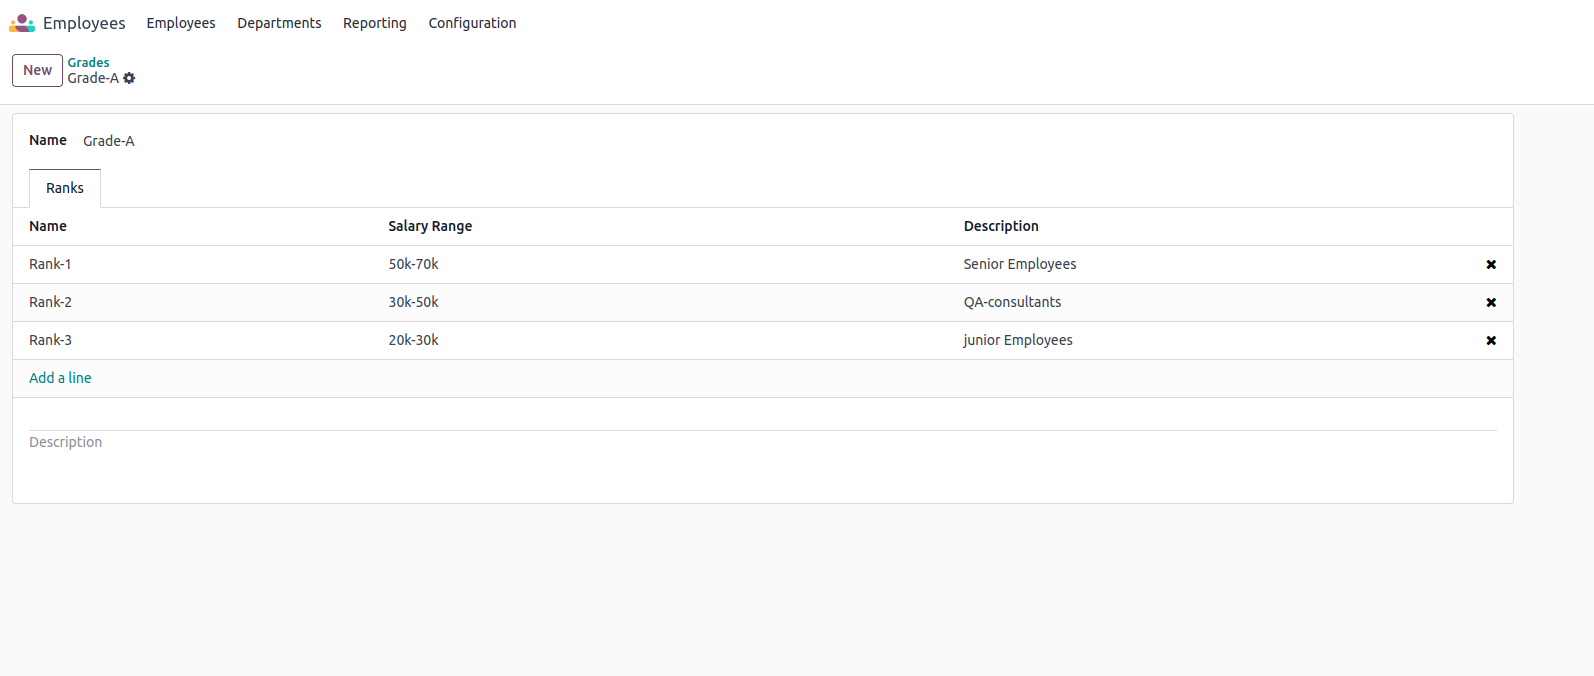 Employees Employees Departments Reporting Configuration
New
Grades
Grade-A
Name Grade-A
Ranks
Name Salary Range Description
Rank-1 50k-70k Senior Employees
Rank-2 30k-50k QA-consultants
Rank-3 20k-30k junior Employees
Add a line
Description